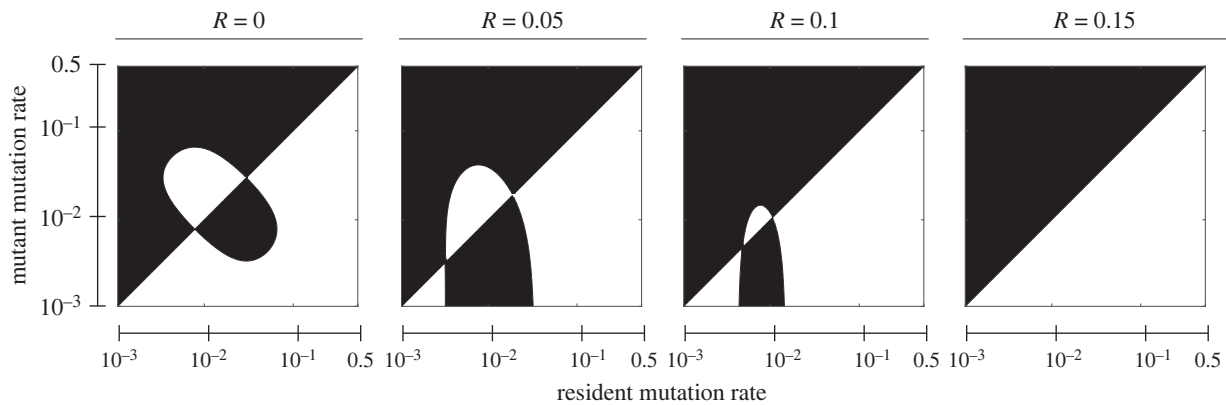 R = 0 R = 0.05 R = 0.1 R = 0.15
0.5
10⁻¹
10⁻²
10⁻³
mutant mutation rate
10⁻³ 10⁻² 10⁻¹ 0.5 10⁻³ 10⁻² 10⁻¹ 0.5 10⁻³ 10⁻² 10⁻¹ 0.5 10⁻³ 10⁻² 10⁻¹ 0.5
resident mutation rate